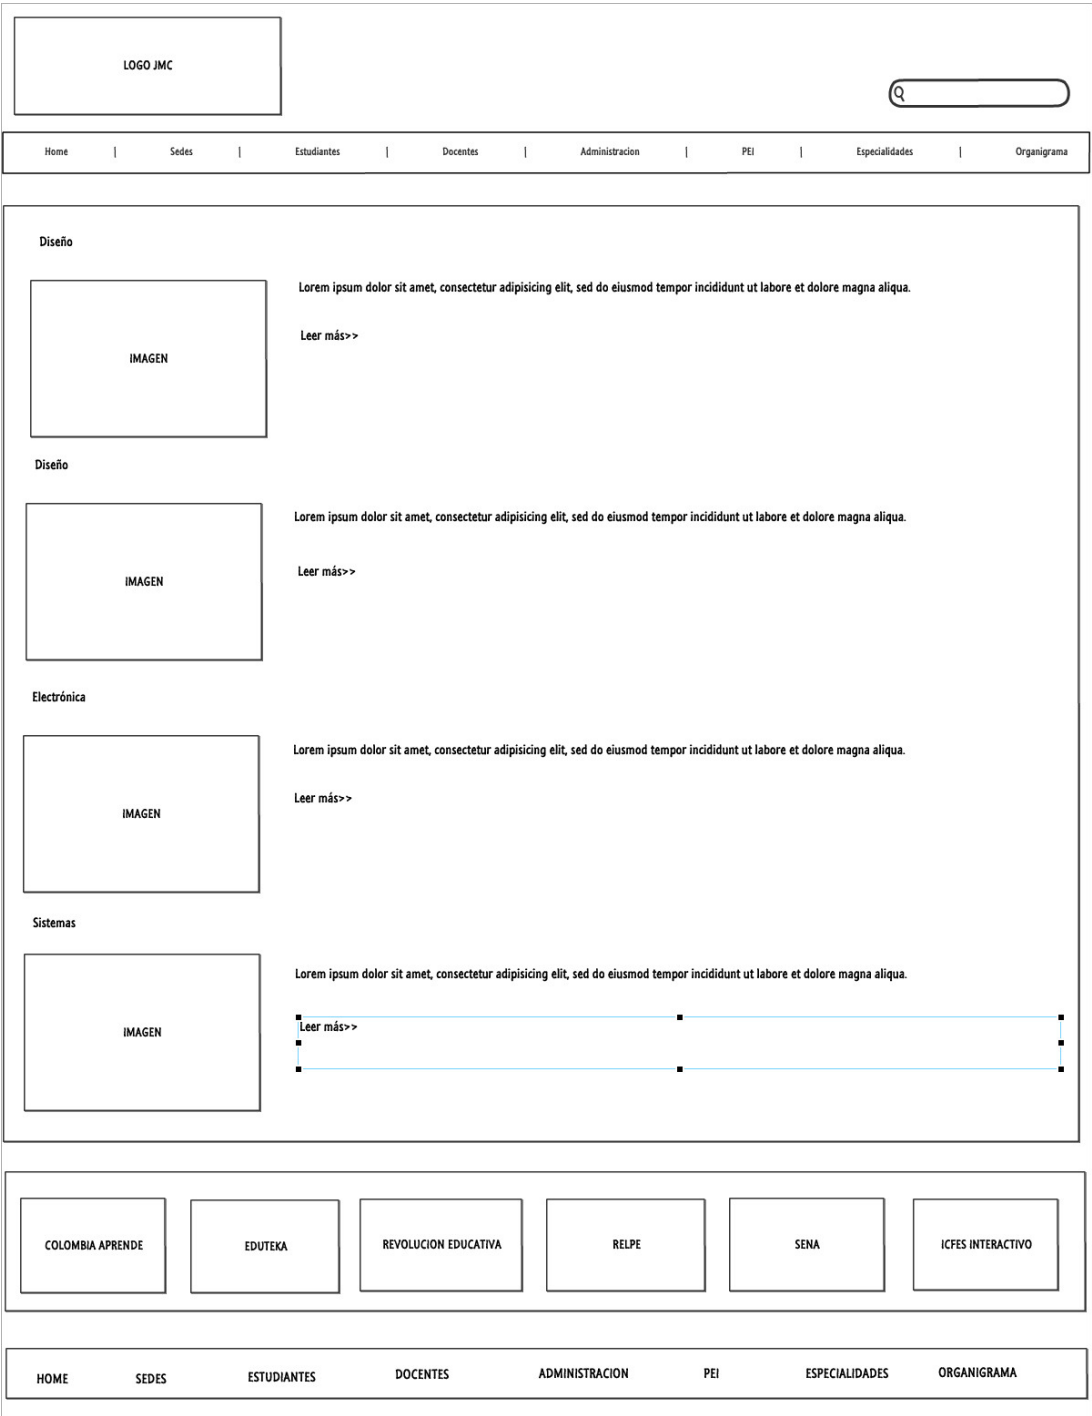 LOGO JMC
Home | Sedes | Estudiantes | Docentes | Administracion | PEI | Especialidades | Organigrama
Diseño
Lorem ipsum dolor sit amet, consectetur adipisicing elit, sed do eiusmod tempor incididunt ut labore et dolore magna aliqua.
Leer más>>
IMAGEN
Diseño
Lorem ipsum dolor sit amet, consectetur adipisicing elit, sed do eiusmod tempor incididunt ut labore et dolore magna aliqua.
Leer más>>
IMAGEN
Electrónica
Lorem ipsum dolor sit amet, consectetur adipisicing elit, sed do eiusmod tempor incididunt ut labore et dolore magna aliqua.
Leer más>>
IMAGEN
Sistemas
Lorem ipsum dolor sit amet, consectetur adipisicing elit, sed do eiusmod tempor incididunt ut labore et dolore magna aliqua.
Leer más>>
IMAGEN
COLOMBIA APRENDE EDUTEKA REVOLUCION EDUCATIVA RELPE SENA ICFES INTERACTIVO
HOME SEDES ESTUDIANTES DOCENTES ADMINISTRACION PEI ESPECIALIDADES ORGANIGRAMA